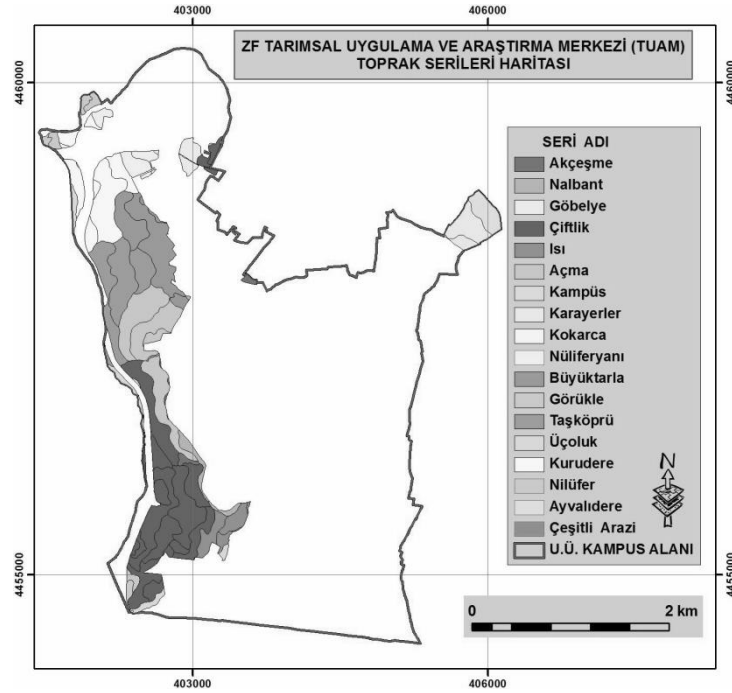 403000
406000
ZF TARIMSAL UYGULAMA VE ARAŞTIRMA MERKEZİ (TUAM)
TOPRAK SERİLERİ HARİTASI
4460000
4460000
SERİ ADI
Akçeşme
Nalbant
Göbelye
Çiftlik
Isı
Açma
Kampüs
Karayerler
Kokarca
Nüliferyanı
Büyüktarla
Görükle
Taşköprü
Üçoluk
Kurudere
Nilüfer
Ayvalıdere
Çeşitli Arazi
U.Ü. KAMPUS ALANI
N
4455000
4455000
0
2 km
403000
406000